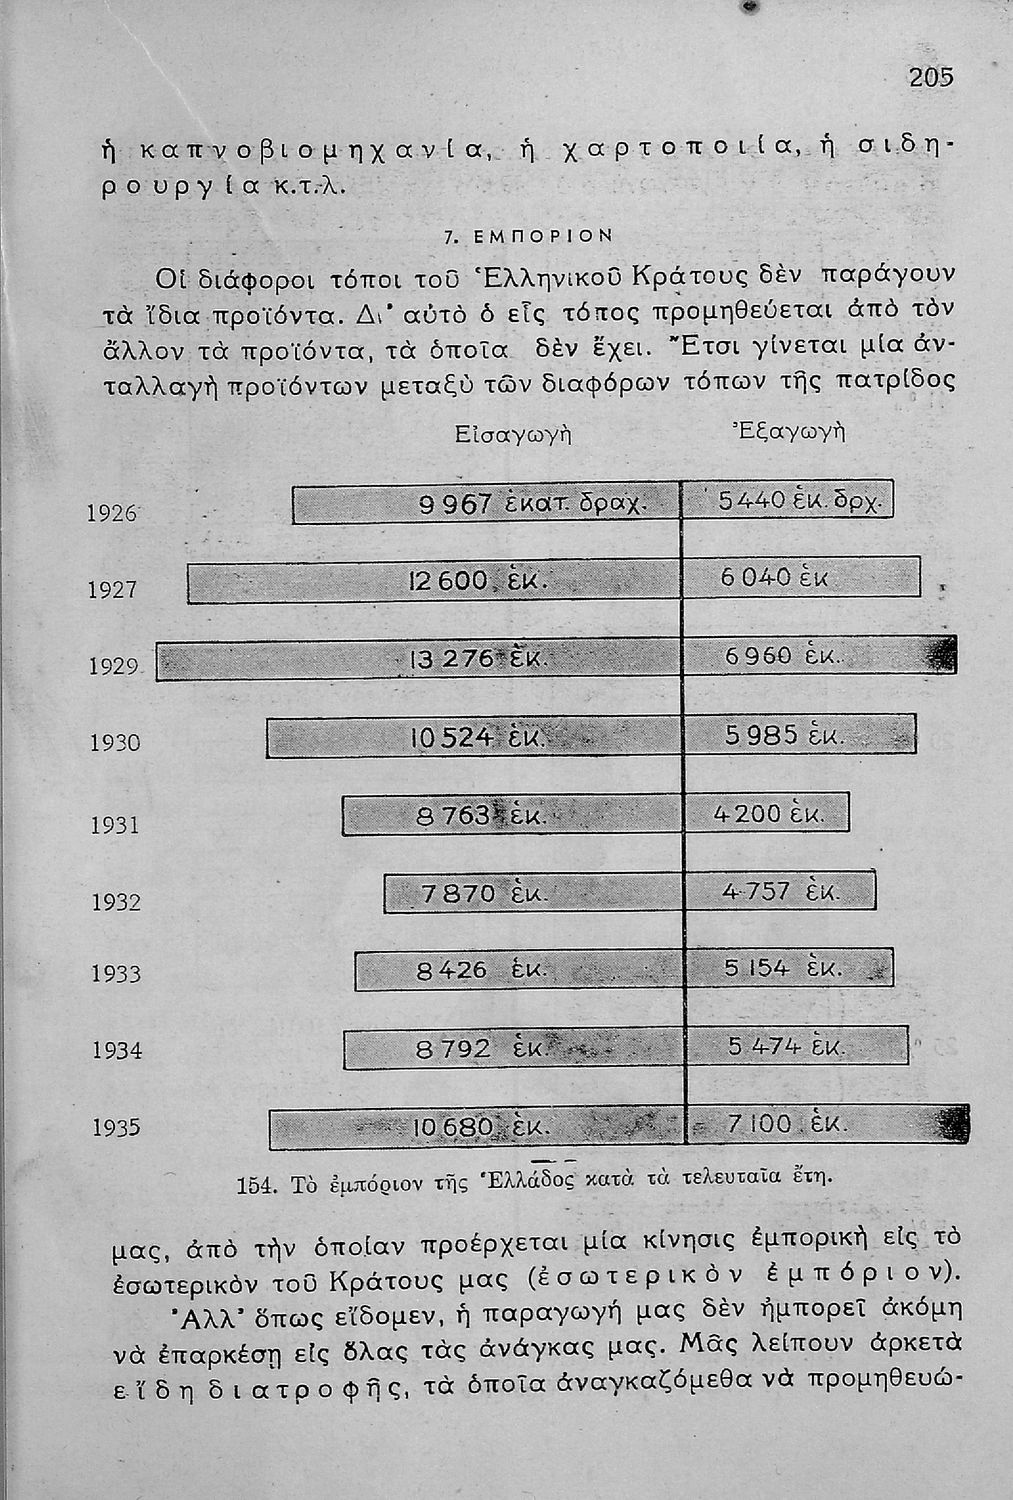 205
ἡ καπνοβιομηχανία, ἡ χαρτοποιία, ἡ σιδη-
ρουργία κ.τ.λ.
7. ΕΜΠΟΡΙΟΝ
Οἱ διάφοροι τόποι τοῦ Ἑλληνικοῦ Κράτους δὲν παράγουν
τὰ ἴδια προϊόντα. Δι' αὐτὸ ὁ εἷς τόπος προμηθεύεται ἀπὸ τὸν
ἄλλον τὰ προϊόντα, τὰ ὁποῖα δὲν ἔχει. Ἔτσι γίνεται μία ἀν-
ταλλαγὴ προϊόντων μεταξὺ τῶν διαφόρων τόπων τῆς πατρίδος
Εἰσαγωγὴ Ἐξαγωγὴ
1926 9 967 ἑκατ. δραχ. 5440 ἑκ. δρχ.
1927 12 600 ἑκ. 6 040 ἑκ
1929 13 276 ἑκ. 6 960 ἑκ.
1930 10 524 ἑκ. 5 985 ἑκ.
1931 8 763 ἑκ. 4 200 ἑκ.
1932 7 870 ἑκ. 4 757 ἑκ.
1933 8 426 ἑκ. 5 154 ἑκ.
1934 8 792 ἑκ. 5 474 ἑκ.
1935 10 680 ἑκ. 7 100 ἑκ.
154. Τὸ ἐμπόριον τῆς Ἑλλάδος κατὰ τὰ τελευταῖα ἔτη.
μας, ἀπὸ τὴν ὁποίαν προέρχεται μία κίνησις ἐμπορικὴ εἰς τὸ
ἐσωτερικὸν τοῦ Κράτους μας (ἐσωτερικὸν ἐμπόριον).
Ἀλλ' ὅπως εἴδομεν, ἡ παραγωγή μας δὲν ἠμπορεῖ ἀκόμη
νὰ ἐπαρκέσῃ εἰς ὅλας τὰς ἀνάγκας μας. Μᾶς λείπουν ἀρκετὰ
εἴδη διατροφῆς, τὰ ὁποῖα ἀναγκαζόμεθα νὰ προμηθευώ-